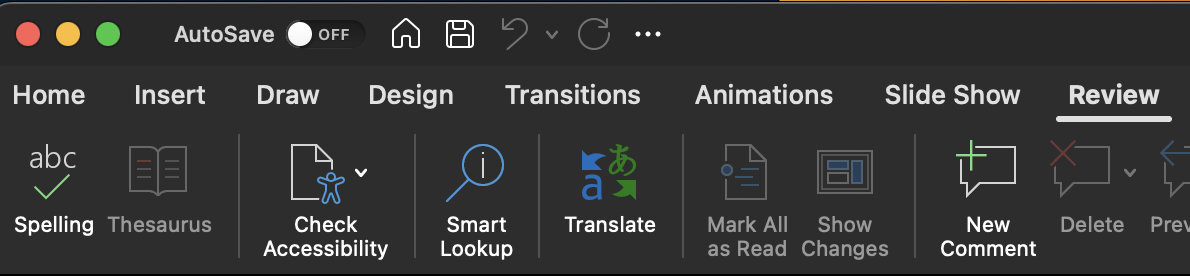 AutoSave OFF
Home Insert Draw Design Transitions Animations Slide Show Review
abc
Spelling Thesaurus Check Accessibility Smart Lookup あ a Translate Mark All as Read Show Changes New Comment Delete